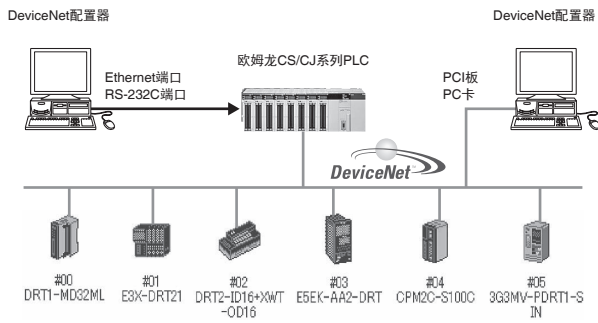 DeviceNet配置器
DeviceNet配置器
欧姆龙CS/CJ系列PLC
Ethernet端口
RS-232C端口
PCI板
PC卡
DeviceNet
#00
DRT1-MD32ML
#01
E3X-DRT21
#02
DRT2-ID16+XWT
-OD16
#03
E5EK-AA2-DRT
#04
CPM2C-S100C
#05
3G3MV-PDRT1-S
IN